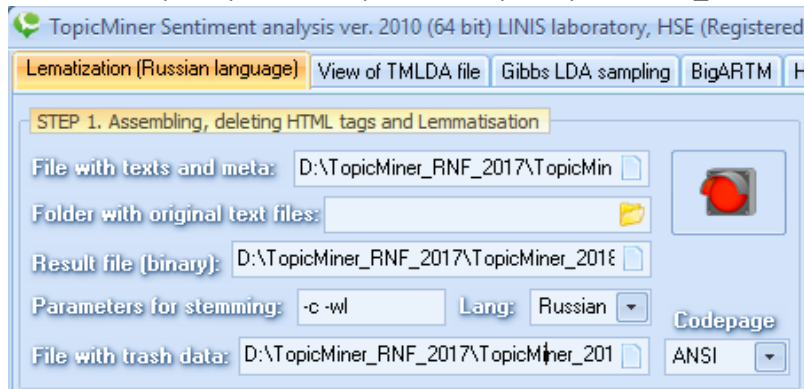 TopicMiner Sentiment analysis ver. 2010 (64 bit) LINIS laboratory, HSE (Registered
Lematization (Russian language) View of TMLDA file Gibbs LDA sampling BigARTM H
STEP 1. Assembling, deleting HTML tags and Lemmatisation
File with texts and meta: D:\TopicMiner_RNF_2017\TopicMin
Folder with original text files:
Result file (binary): D:\TopicMiner_RNF_2017\TopicMiner_2018
Parameters for stemming: -c -wl Lang: Russian
Codepage
File with trash data: D:\TopicMiner_RNF_2017\TopicMiner_201 ANSI